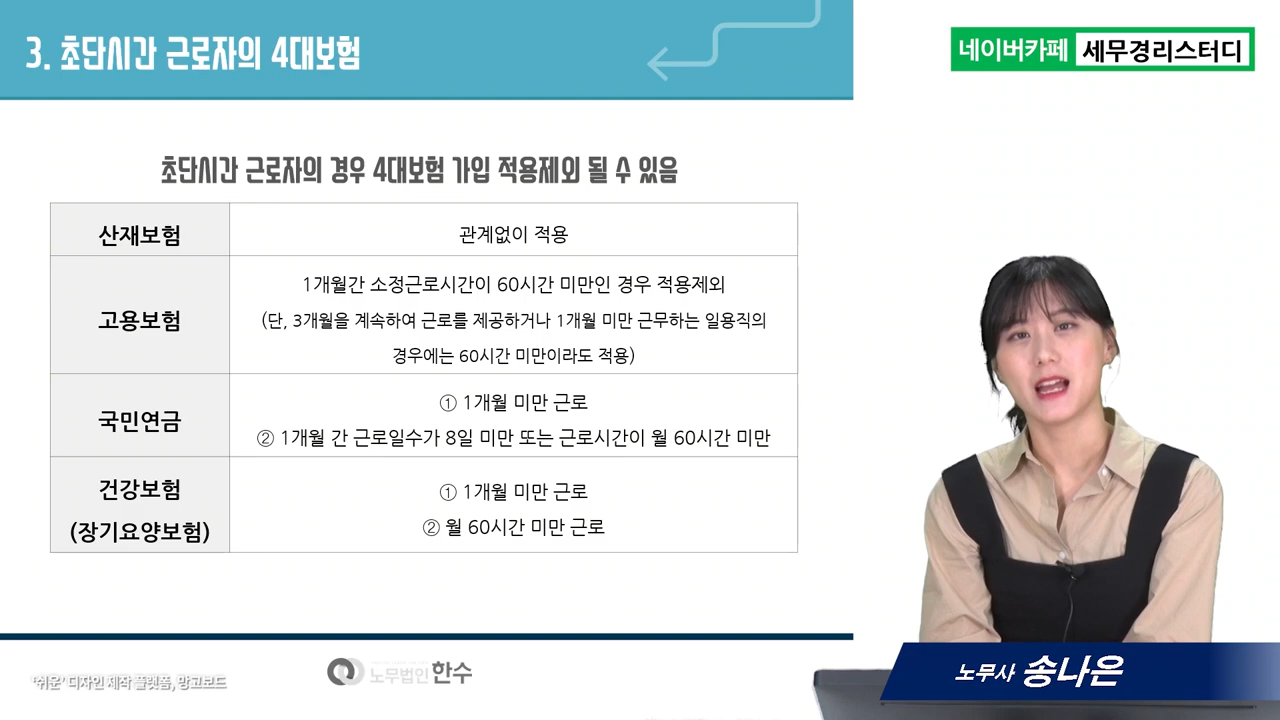 3. 초단시간 근로자의 4대보험
네이버카페 세무경리스터디
초단시간 근로자의 경우 4대보험 가입 적용제외 될 수 있음
산재보험
관계없이 적용
고용보험
1개월간 소정근로시간이 60시간 미만인 경우 적용제외
(단, 3개월을 계속하여 근로를 제공하거나 1개월 미만 근무하는 일용직의
경우에는 60시간 미만이라도 적용)
국민연금
① 1개월 미만 근로
② 1개월 간 근로일수가 8일 미만 또는 근로시간이 월 60시간 미만
건강보험
(장기요양보험)
① 1개월 미만 근로
② 월 60시간 미만 근로
'쉬운' 디자인 제작 플랫폼, 망고보드
노무법인 한수
노무사 송나은